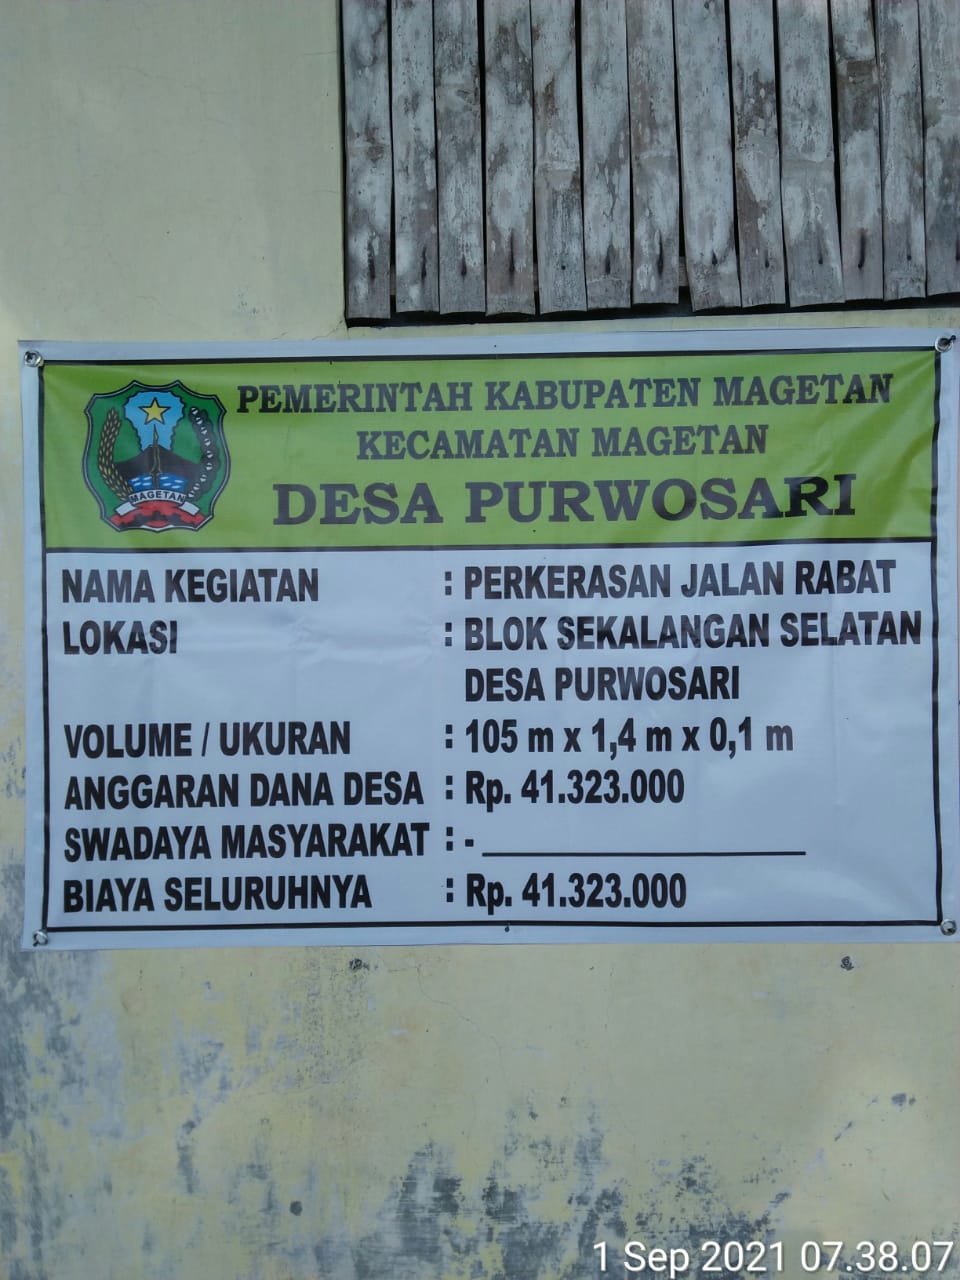 PEMERINTAH KABUPATEN MAGETAN
KECAMATAN MAGETAN
DESA PURWOSARI
MAGETAN
NAMA KEGIATAN : PERKERASAN JALAN RABAT
LOKASI : BLOK SEKALANGAN SELATAN
DESA PURWOSARI
VOLUME / UKURAN : 105 m x 1,4 m x 0,1 m
ANGGARAN DANA DESA : Rp. 41.323.000
SWADAYA MASYARAKAT : - ____________________
BIAYA SELURUHNYA : Rp. 41.323.000
1 Sep 2021 07.38.07